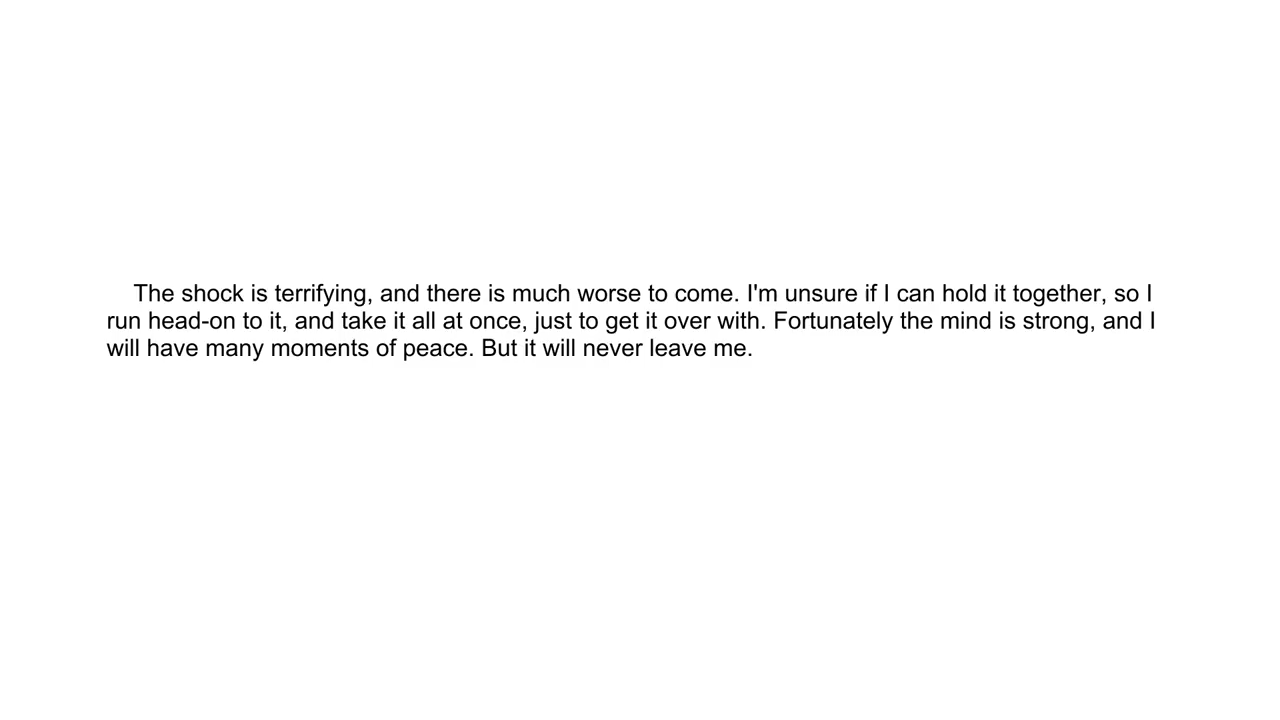 The shock is terrifying, and there is much worse to come. I'm unsure if I can hold it together, so I
run head-on to it, and take it all at once, just to get it over with. Fortunately the mind is strong, and I
will have many moments of peace. But it will never leave me.